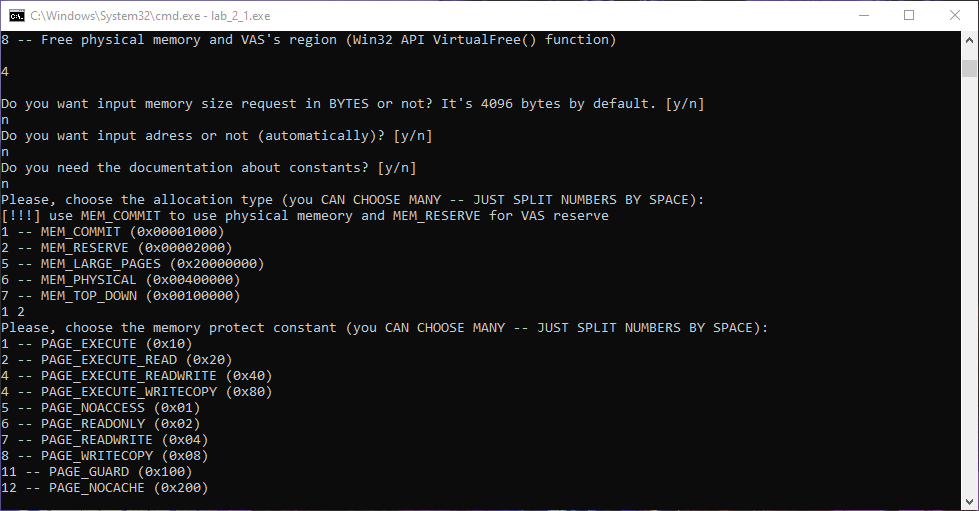 C:\Windows\System32\cmd.exe - lab_2_1.exe
8 -- Free physical memory and VAS's region (Win32 API VirtualFree() function)
4
Do you want input memory size request in BYTES or not? It's 4096 bytes by default. [y/n]
n
Do you want input adress or not (automatically)? [y/n]
n
Do you need the documentation about constants? [y/n]
n
Please, choose the allocation type (you CAN CHOOSE MANY -- JUST SPLIT NUMBERS BY SPACE):
[!!!] use MEM_COMMIT to use physical memeory and MEM_RESERVE for VAS reserve
1 -- MEM_COMMIT (0x00001000)
2 -- MEM_RESERVE (0x00002000)
5 -- MEM_LARGE_PAGES (0x20000000)
6 -- MEM_PHYSICAL (0x00400000)
7 -- MEM_TOP_DOWN (0x00100000)
1 2
Please, choose the memory protect constant (you CAN CHOOSE MANY -- JUST SPLIT NUMBERS BY SPACE):
1 -- PAGE_EXECUTE (0x10)
2 -- PAGE_EXECUTE_READ (0x20)
4 -- PAGE_EXECUTE_READWRITE (0x40)
4 -- PAGE_EXECUTE_WRITECOPY (0x80)
5 -- PAGE_NOACCESS (0x01)
6 -- PAGE_READONLY (0x02)
7 -- PAGE_READWRITE (0x04)
8 -- PAGE_WRITECOPY (0x08)
11 -- PAGE_GUARD (0x100)
12 -- PAGE_NOCACHE (0x200)